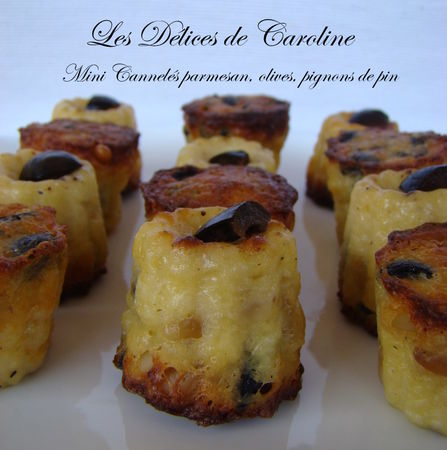 Les Délices de Caroline
Mini Cannelés parmesan, olives, pignons de pin